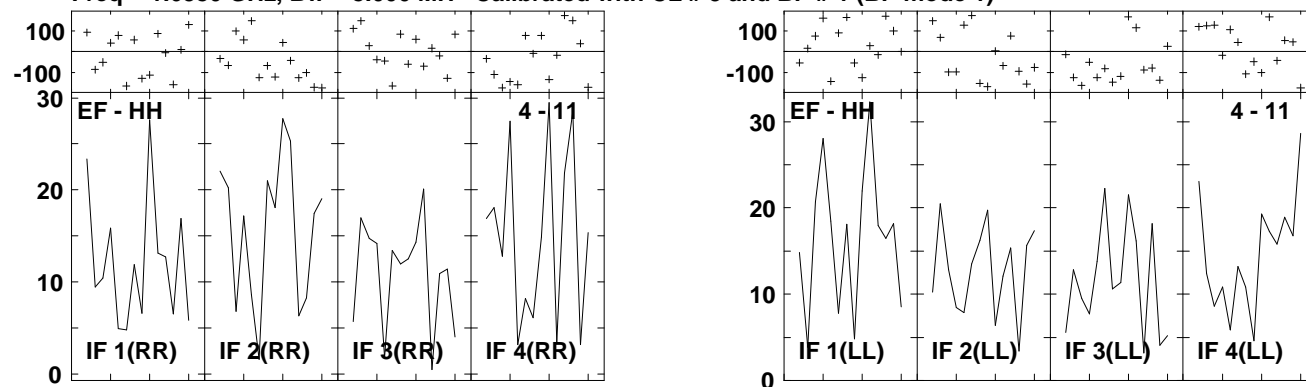 100
-100
30
20
10
0
EF - HH
4 - 11
IF 1(RR)
IF 2(RR)
IF 3(RR)
IF 4(RR)
100
-100
30
20
10
0
EF - HH
4 - 11
IF 1(LL)
IF 2(LL)
IF 3(LL)
IF 4(LL)